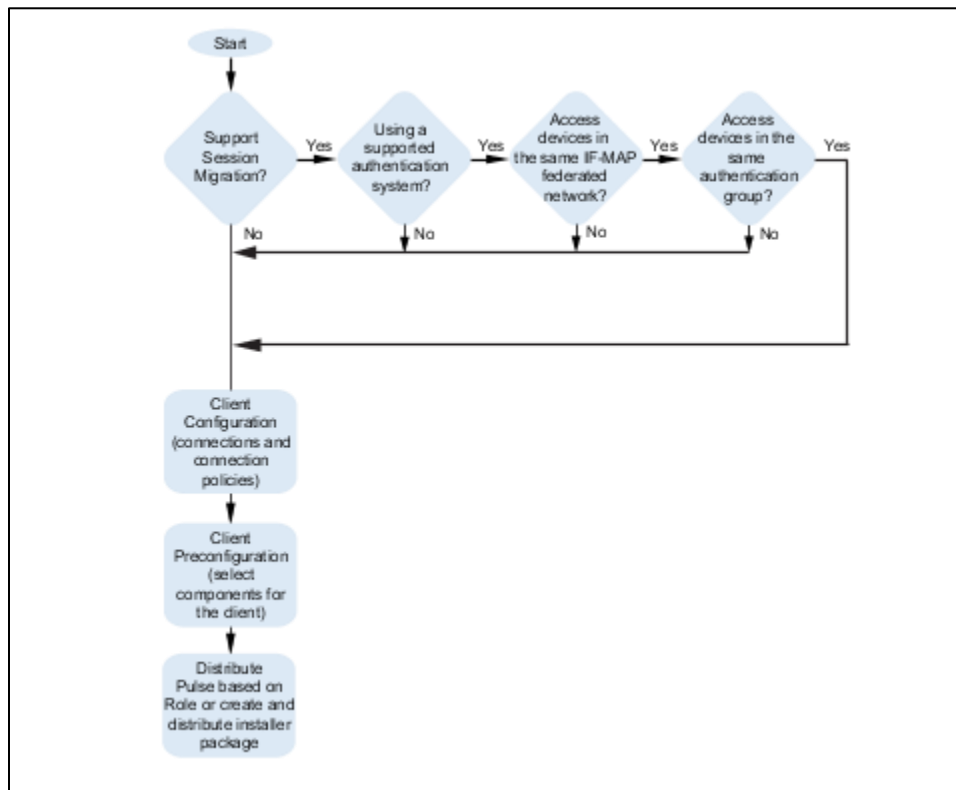 Start
Support
Session
Migration?
Yes
Using a
supported
authentication
system?
Yes
Access
devices in
the same IF-MAP
federated
network?
Yes
Access
devices in the
same
authentication
group?
Yes
No
No
No
No
Client
Configuration
(connections and
connection
policies)
Client
Preconfiguration
(select
components for
the client)
Distribute
Pulse based on
Role or create and
distribute installer
package